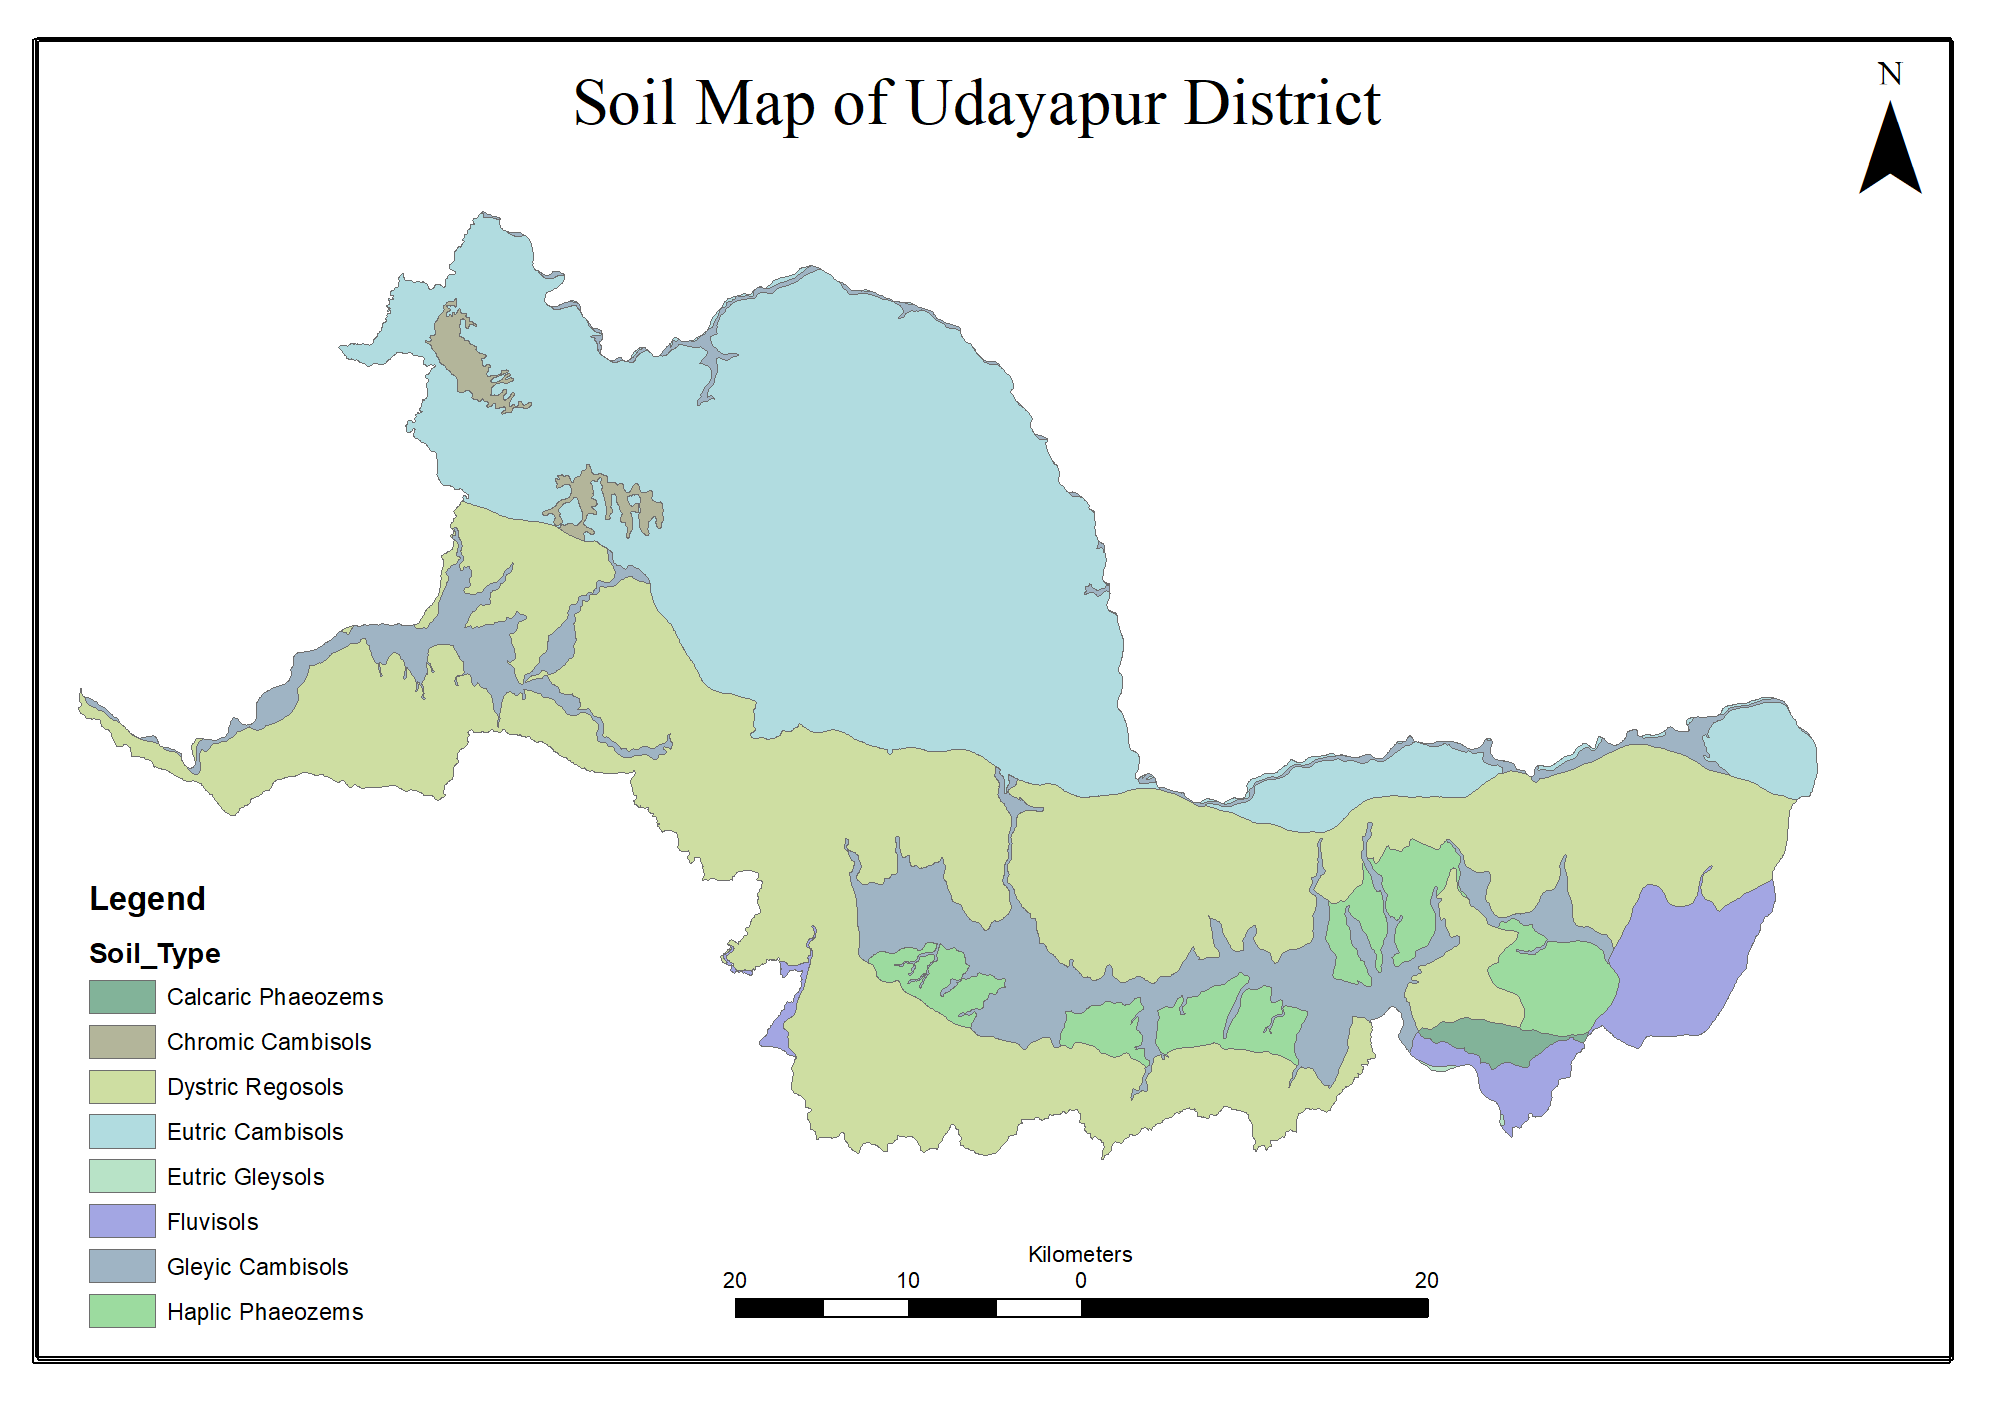 Soil Map of Udayapur District
N
Legend
Soil_Type
Calcaric Phaeozems
Chromic Cambisols
Dystric Regosols
Eutric Cambisols
Eutric Gleysols
Fluvisols
Gleyic Cambisols
Haplic Phaeozems
Kilometers
20 10 0 20